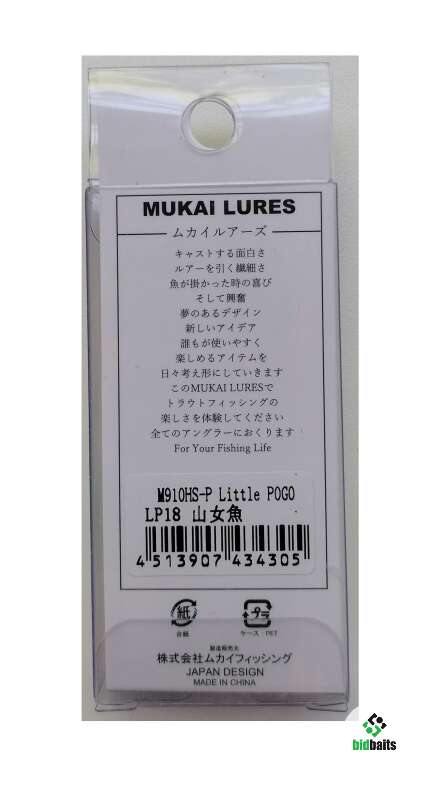 MUKAI LURES
ムカイルアーズ
キャストする面白さ
ルアーを引く繊細さ
魚が掛かった時の喜び
そして興奮
夢のあるデザイン
新しいアイデア
誰もが使いやすく
楽しめるアイテムを
日々考え形にしていきます
このMUKAI LURESで
トラウトフィッシングの
楽しさを体験してください
全てのアングラーにおくります
For Your Fishing Life
M910HS-P Little POGO
LP18 山女魚
4 513907 434305
紙
プラ
台紙
ケース:PET
製造販売元
株式会社ムカイフィッシング
JAPAN DESIGN
MADE IN CHINA
bidbaits